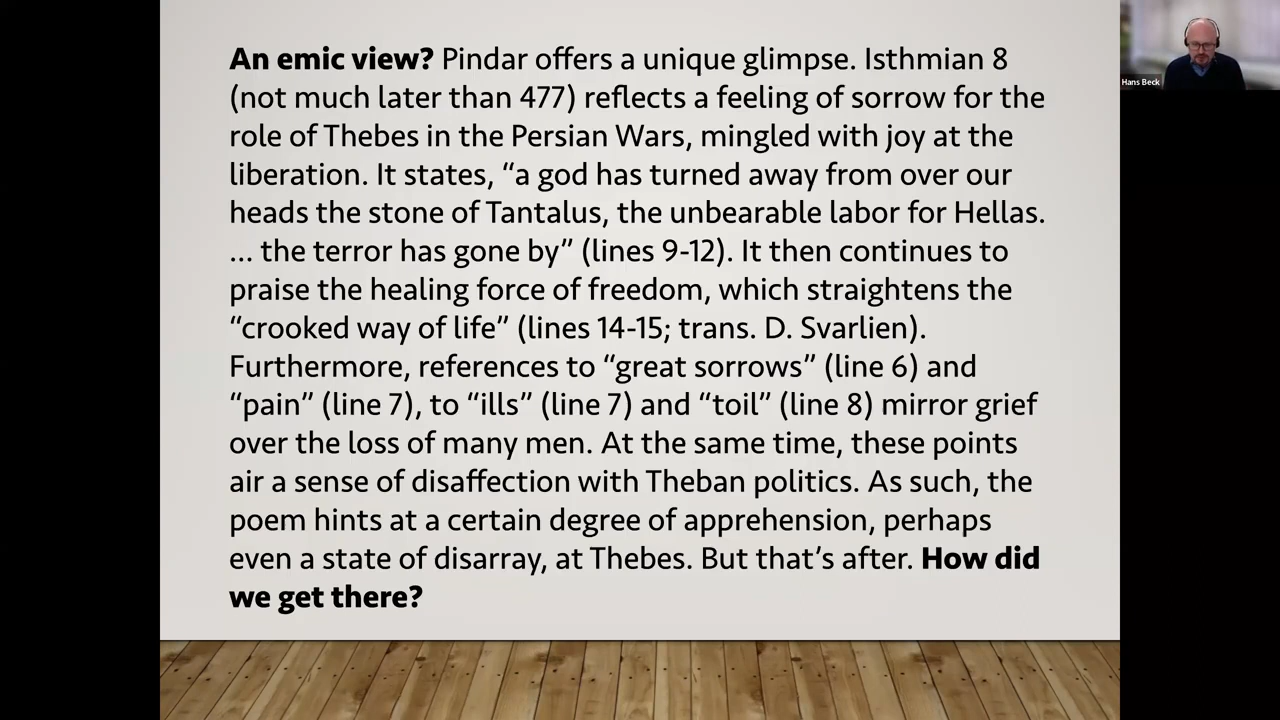 An emic view? Pindar offers a unique glimpse. Isthmian 8
(not much later than 477) reflects a feeling of sorrow for the
role of Thebes in the Persian Wars, mingled with joy at the
liberation. It states, “a god has turned away from over our
heads the stone of Tantalus, the unbearable labor for Hellas.
… the terror has gone by” (lines 9-12). It then continues to
praise the healing force of freedom, which straightens the
“crooked way of life” (lines 14-15; trans. D. Svarlien).
Furthermore, references to “great sorrows” (line 6) and
“pain” (line 7), to “ills” (line 7) and “toil” (line 8) mirror grief
over the loss of many men. At the same time, these points
air a sense of disaffection with Theban politics. As such, the
poem hints at a certain degree of apprehension, perhaps
even a state of disarray, at Thebes. But that’s after. How did
we get there?
Hans Beck